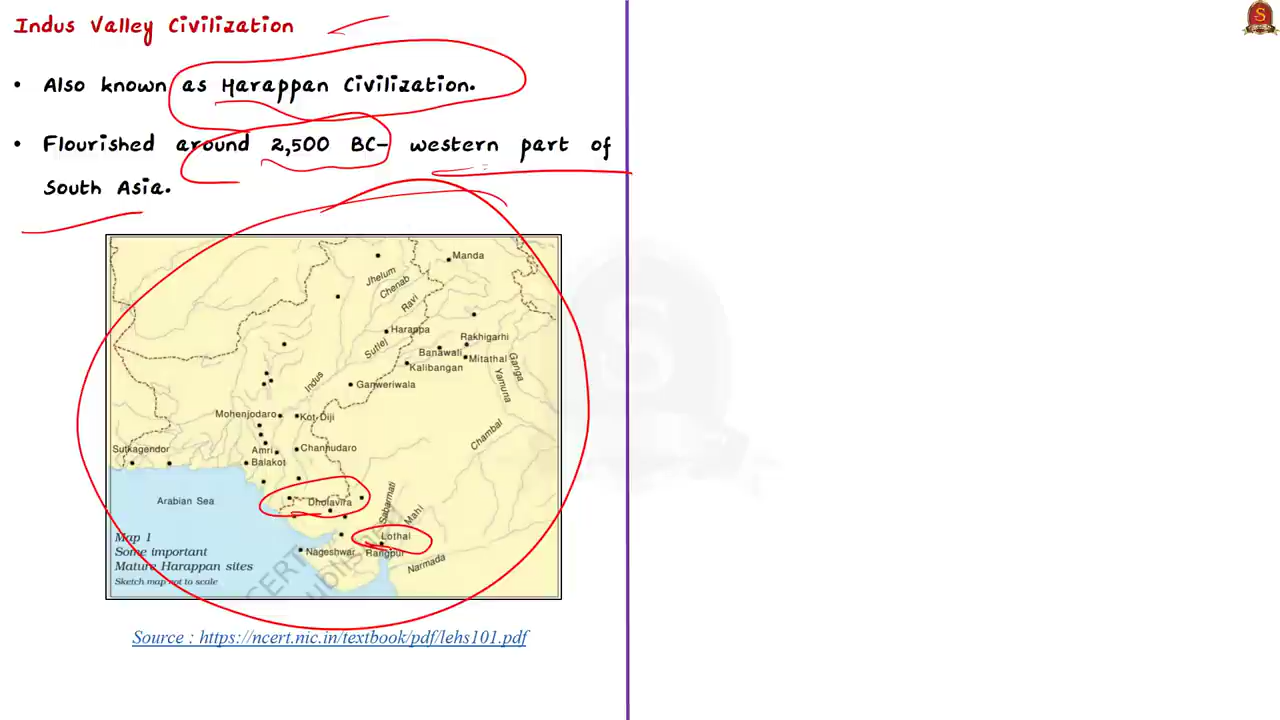 Indus Valley Civilization
• Also known as Harappan Civilization.
• Flourished around 2,500 BC- western part of
South Asia.
Manda
Jhelum
Chenab
Ravi
Harappa
Sutlej
Rakhigarhi
Banawali
Mitathal
Kalibangan
Ganga
Yamuna
Indus
Ganweriwala
Mohenjodaro
Kot Diji
Chambal
Sutkagendor
Amri
Chanhudaro
Balakot
Arabian Sea
Dholavira
Sabarmati
Mahi
Lothal
Nageshwar
Rangpur
Narmada
Map 1
Some important
Mature Harappan sites
Sketch map not to scale
Source : https://ncert.nic.in/textbook/pdf/lehs101.pdf
S